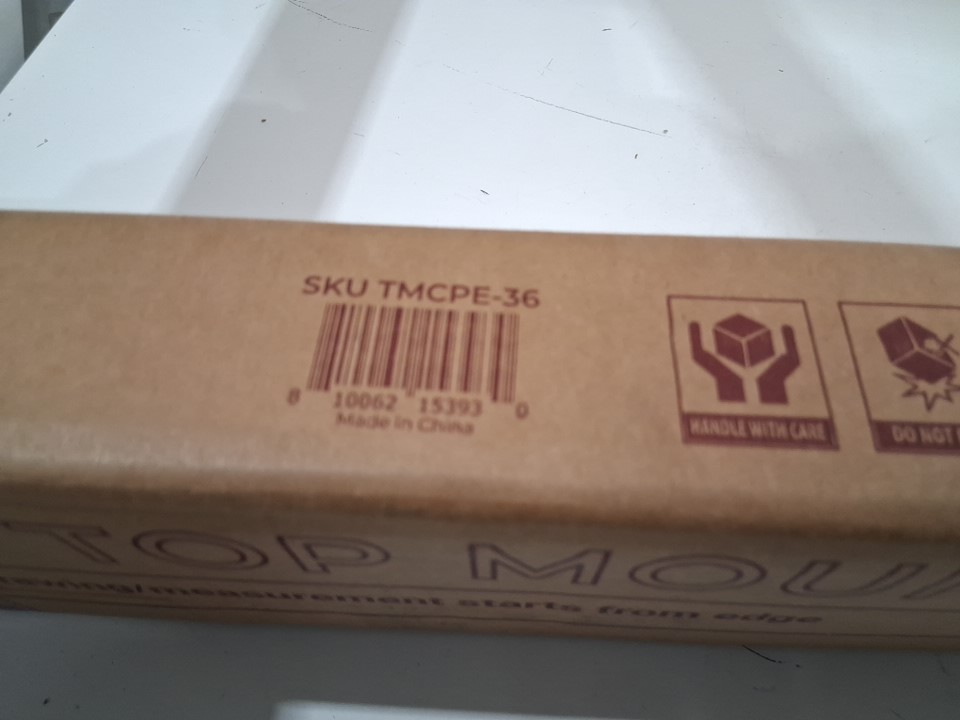 SKU TMCPE-36
8 10062 15393 0
Made in China
HANDLE WITH CARE
DO NOT
TOP MOU
measurement starts from edge